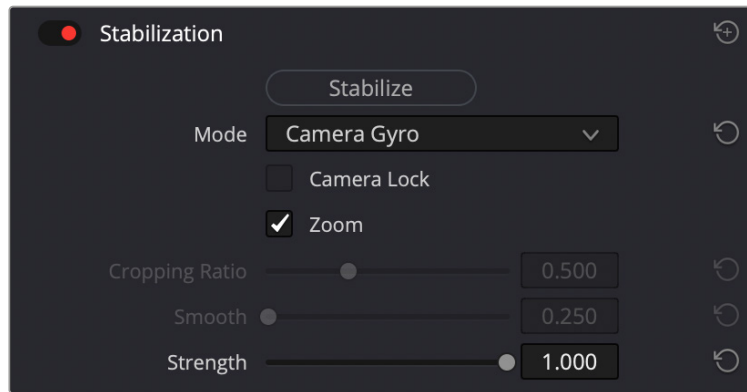 Stabilization
Stabilize
Mode Camera Gyro
Camera Lock
Zoom
Cropping Ratio 0.500
Smooth 0.250
Strength 1.000